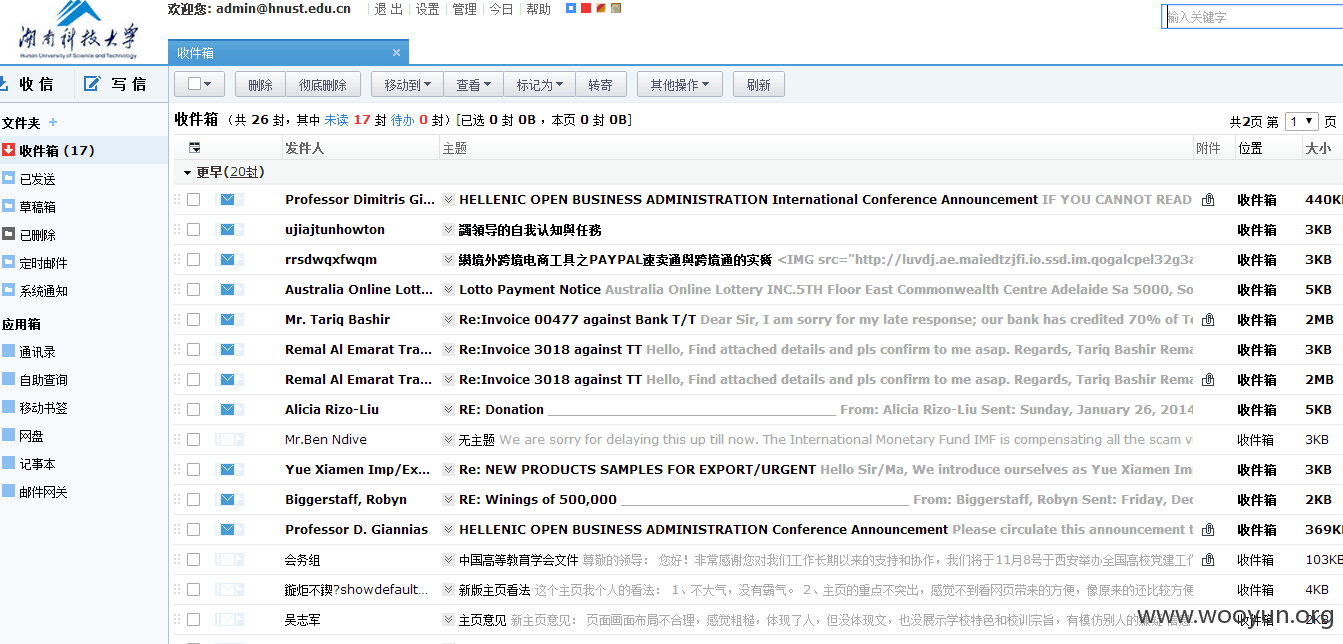 欢迎您: admin@hnust.edu.cn 退 出 设置 管理 今日 帮助
输入关键字
湖南科技大学
Human University of Science and Technology
收件箱 ×
收 信 写 信
删除 彻底删除 移动到 查看 标记为 转寄 其他操作 刷新
文件夹 +
收件箱 (17)
已发送
草稿箱
已删除
定时邮件
系统通知
应用箱
通讯录
自助查询
移动书签
网盘
记事本
邮件网关
收件箱 (共 26 封，其中 未读 17 封 待办 0 封) [已选 0 封 0B ，本页 0 封 0B]
共2页 第 1 页
发件人 主题 附件 位置 大小
更早(20封)
Professor Dimitris Gi... HELLENIC OPEN BUSINESS ADMINISTRATION International Conference Announcement IF YOU CANNOT READ 收件箱 440K
ujiajtunhowton 調領导的自我认知與任務 收件箱 3KB
rrsdwqxfwqm 境外跨境电商工具之PAYPAL速卖通與跨境通的实 <IMG src="http://luvdj.ae.maiedtzjfi.io.ssd.im.qogalcpel32g3a 收件箱 3KB
Australia Online Lott... Lotto Payment Notice Australia Online Lottery INC.5TH Floor East Commonwealth Centre Adelaide Sa 5000, So 收件箱 5KB
Mr. Tariq Bashir Re:Invoice 00477 against Bank T/T Dear Sir, I am sorry for my late response; our bank has credited 70% of To 收件箱 2MB
Remal Al Emarat Tra... Re:Invoice 3018 against TT Hello, Find attached details and pls confirm to me asap. Regards, Tariq Bashir Rema 收件箱 3KB
Remal Al Emarat Tra... Re:Invoice 3018 against TT Hello, Find attached details and pls confirm to me asap. Regards, Tariq Bashir Rema 收件箱 2MB
Alicia Rizo-Liu RE: Donation ________________________________ From: Alicia Rizo-Liu Sent: Sunday, January 26, 2014 收件箱 5KB
Mr.Ben Ndive 无主题 We are sorry for delaying this up till now. The International Monetary Fund IMF is compensating all the scam vi 收件箱 3KB
Yue Xiamen Imp/Ex... Re: NEW PRODUCTS SAMPLES FOR EXPORT/URGENT Hello Sir/Ma, We introduce ourselves as Yue Xiamen Im 收件箱 3KB
Biggerstaff, Robyn RE: Winings of 500,000 ________________________________ From: Biggerstaff, Robyn Sent: Friday, Dec 收件箱 2KB
Professor D. Giannias HELLENIC OPEN BUSINESS ADMINISTRATION Conference Announcement Please circulate this announcement t 收件箱 369K
会务组 中国高等教育学会文件 尊敬的领导： 您好！非常感谢您对我们工作长期以来的支持和协作，我们将于11月8号于西安举办全国高校党建工作 收件箱 103KB
鏇炬不鍥?showdefault... 新版主页看法 这个主页我个人的看法： 1、不大气，没有霸气。 2、主页的重点不突出，感觉不到看网页带来的方便，像原来的还比较方便 收件箱 4KB
吴志军 主页意见 新主页意见： 页面画面布局不合理，感觉粗糙，体现了人，但没体现文，也没展示学校特色和校训宗旨，有模仿别人的嫌疑 收件箱 2KB
www.wooyun.org